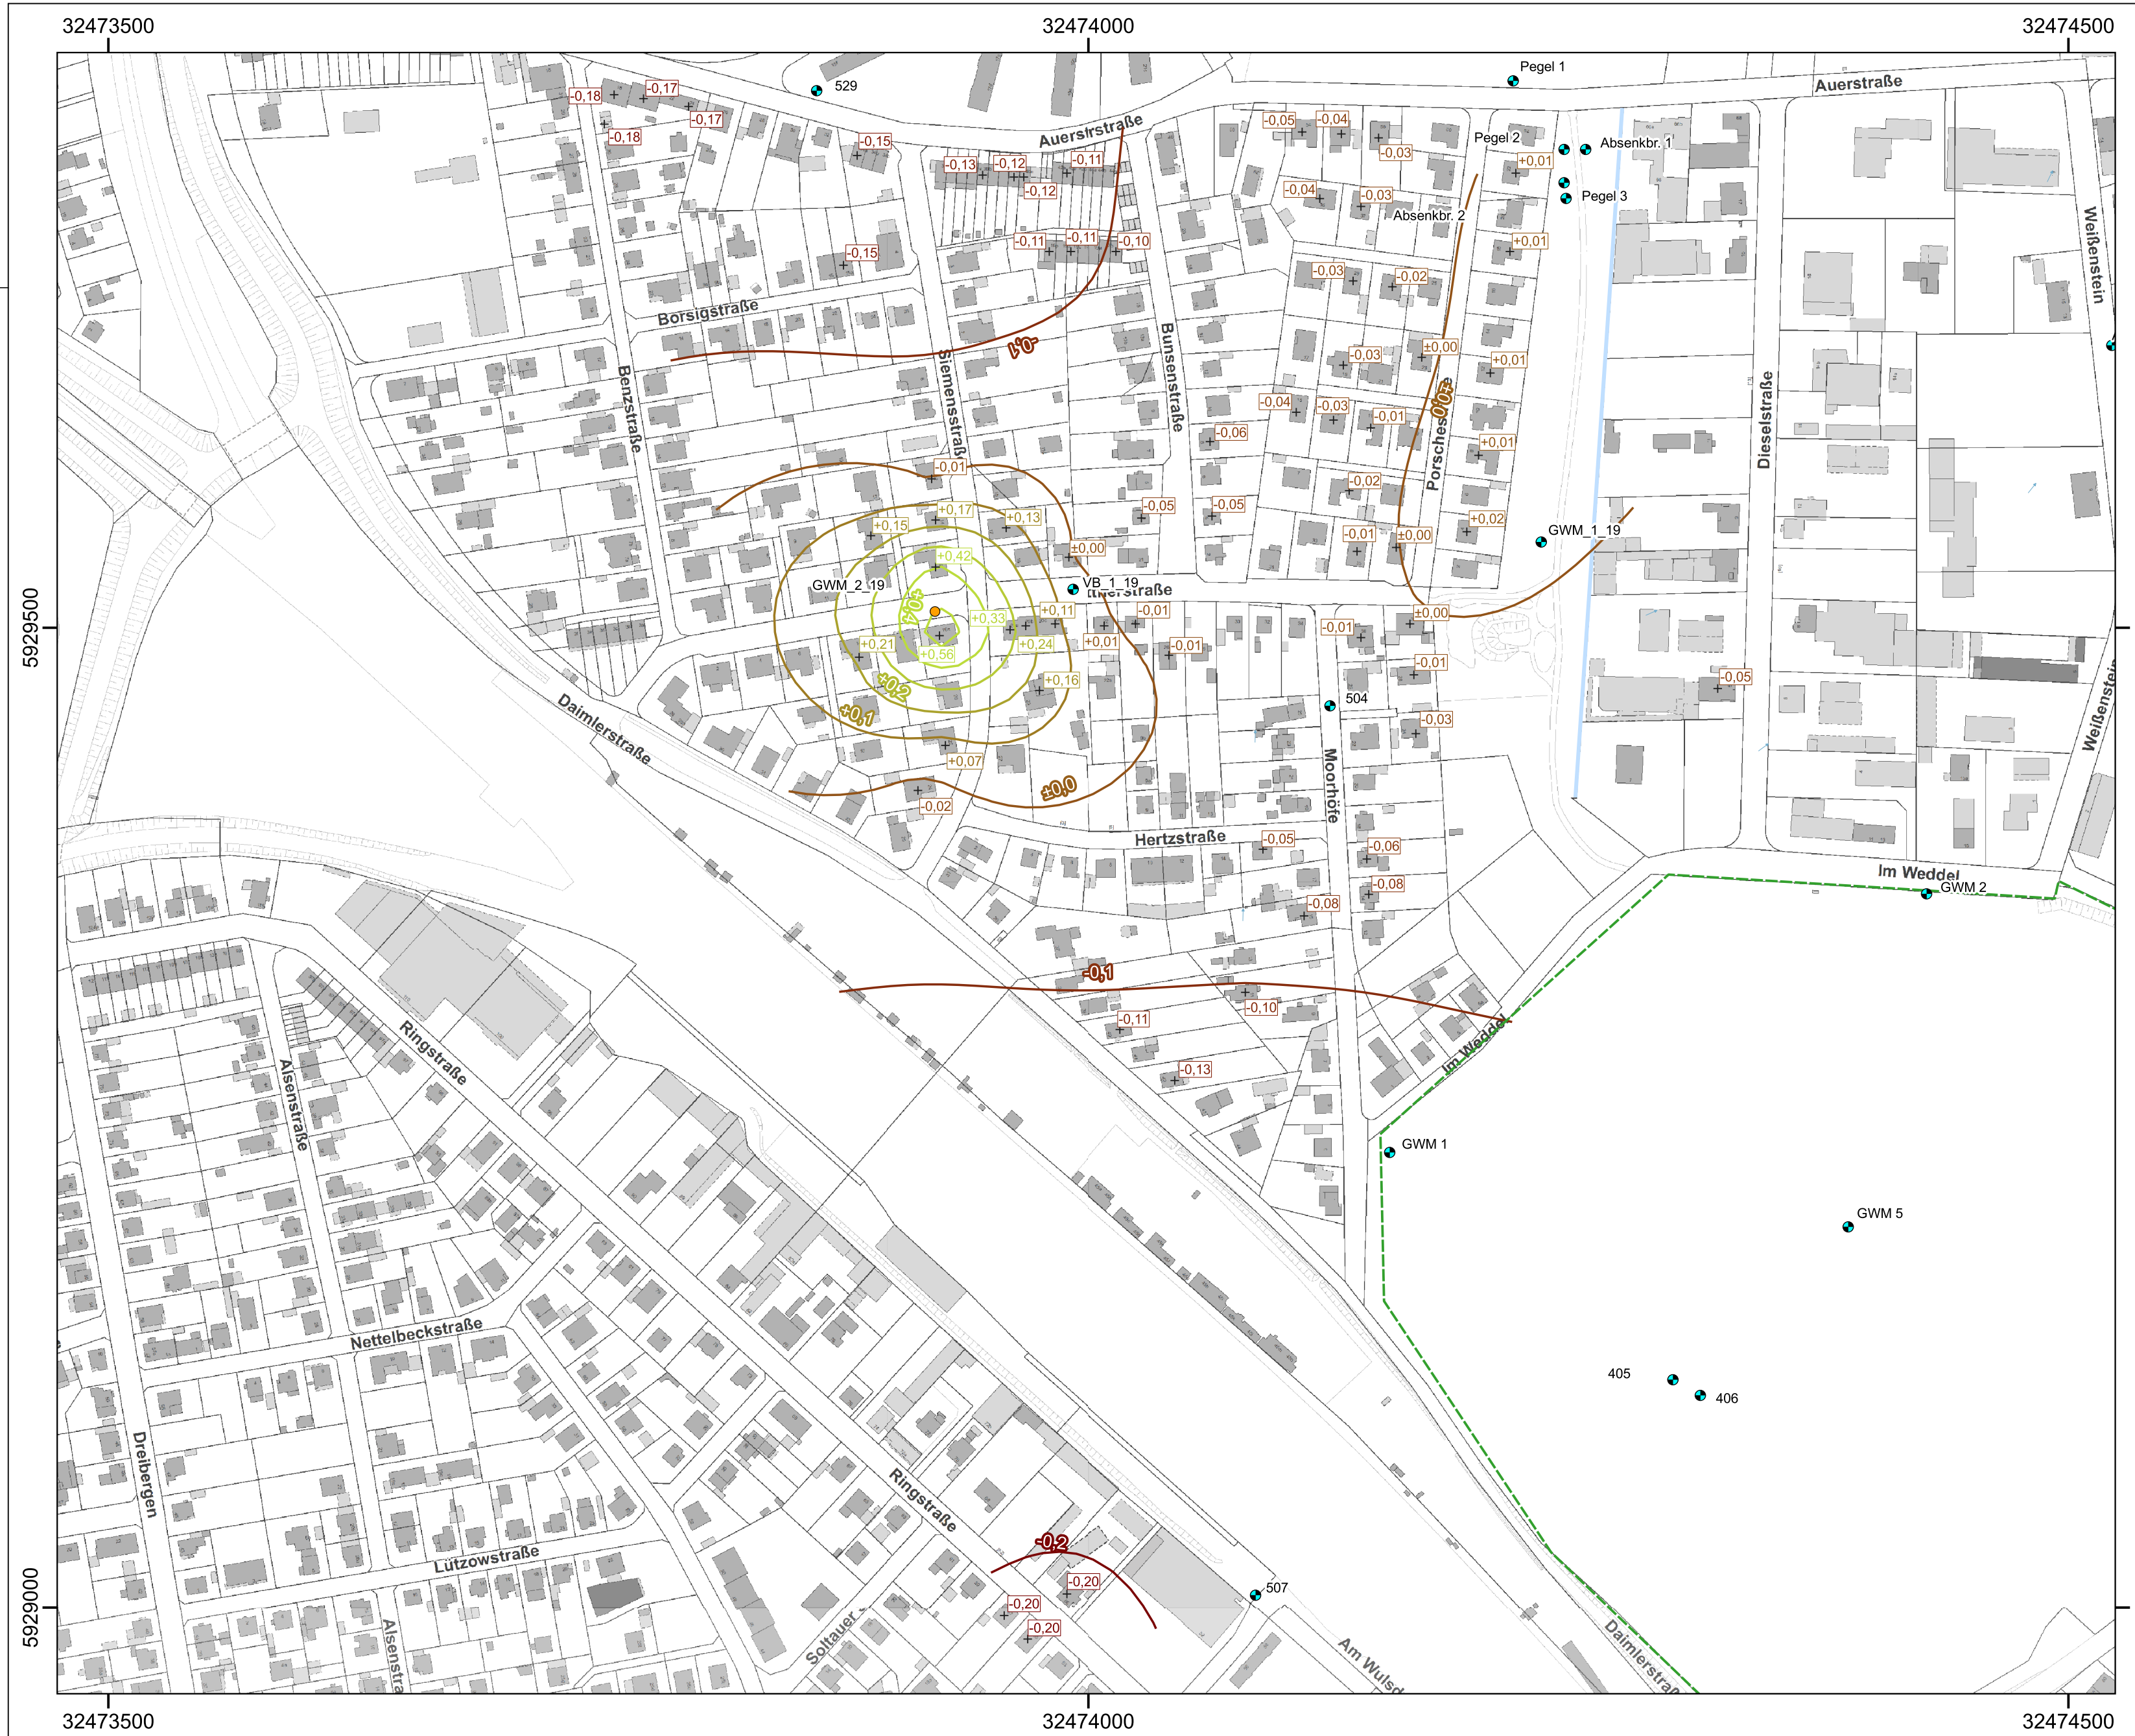 32473500
32474000
32474500
Pegel 1
Auerstraße
529
-0,18
-0,17
-0,17
-0,18
-0,15
Auerstrstraße
-0,05
-0,04
-0,03
Pegel 2
Absenkbr. 1
+0,01
-0,13
-0,12
-0,11
-0,12
-0,04
-0,03
Pegel 3
Absenkbr. 2
-0,11
-0,11
-0,10
+0,01
-0,15
Weißenstein
-0,03
-0,02
Borsigstraße
-0,1
Siemensstraße
Bunsenstraße
Benzstraße
-0,03
±0,00
+0,01
±0,0
Porschestraße
Dieselstraße
-0,04
-0,03
-0,01
-0,06
+0,01
-0,01
-0,02
-0,05
-0,05
+0,17
+0,15
+0,13
+0,02
-0,01
±0,00
GWM_1_19
+0,42
±0,00
GWM_2_19
VB_1_19
ttnerstraße
+0,4
+0,33
+0,11
-0,01
±0,00
5929500
+0,21
+0,56
+0,24
+0,01
-0,01
-0,01
-0,01
-0,05
+0,2
+0,16
504
+0,1
-0,03
Daimlerstraße
Weißenstein
+0,07
±0,0
Moorhöfe
-0,02
Hertzstraße
-0,05
-0,06
Im Weddel
GWM 2
-0,08
-0,08
-0,1
-0,10
-0,11
Im Weddel
Ringstraße
-0,13
Alsenstraße
GWM 1
GWM 5
Nettelbeckstraße
405
406
Dreibergen
Ringstraße
-0,2
Lützowstraße
-0,20
507
5929000
-0,20
-0,20
Soltauer
Alsenstra
Am Wulsd
Daimlerstraß
32473500
32474000
32474500